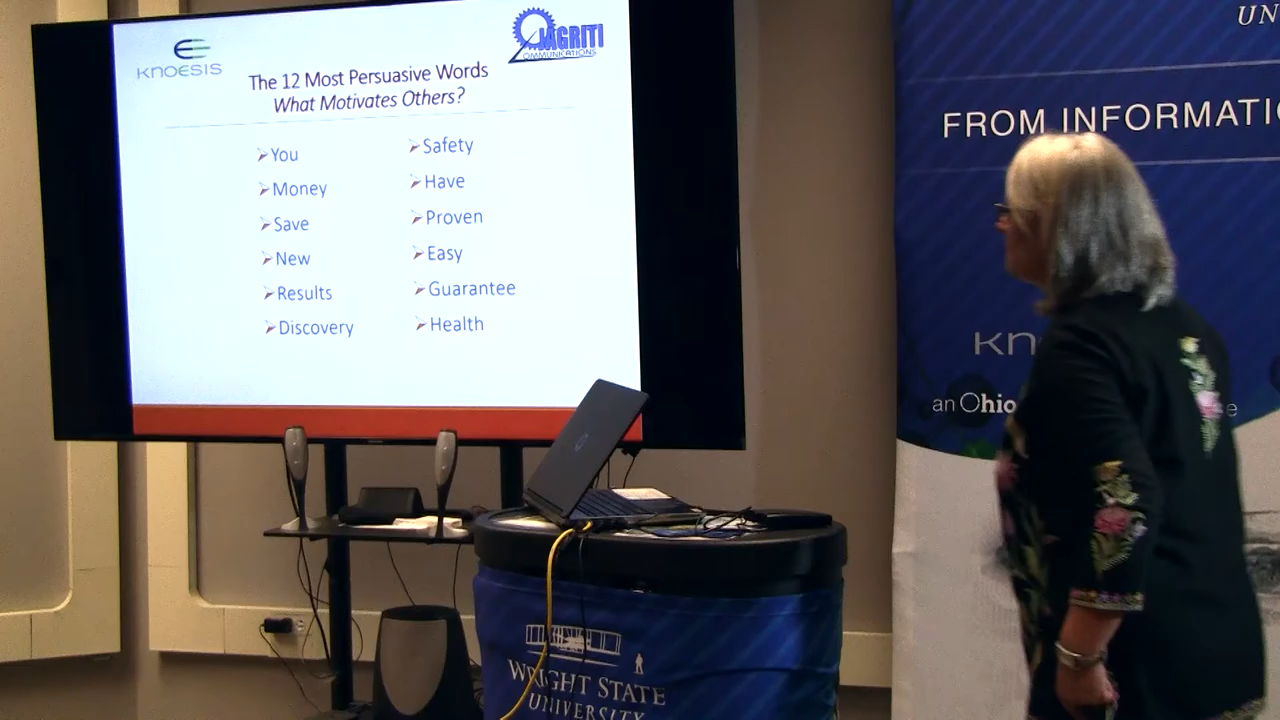 KNOESIS
JAGRITI
COMMUNICATIONS
The 12 Most Persuasive Words
What Motivates Others?
You
Money
Save
New
Results
Discovery
Safety
Have
Proven
Easy
Guarantee
Health
UN
FROM INFORMATI
KN
an Ohio
e
WRIGHT STATE
UNIVERSITY